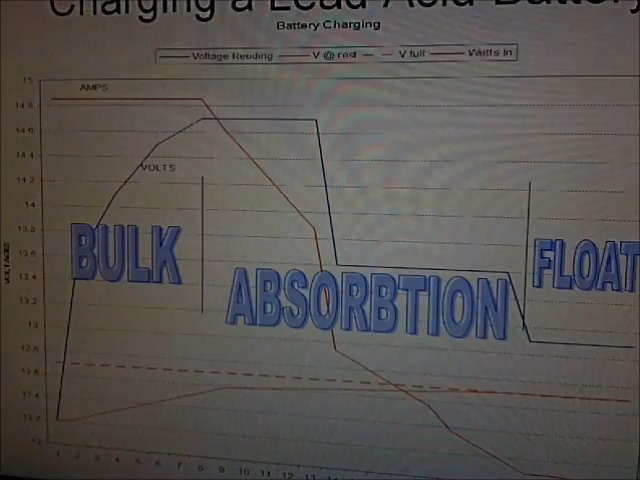 Charging a Lead Acid Battery
Battery Charging
Voltage Reading V @ rest V full Watts In
15
AMPS
14.8
14.6
14.4
VOLTS
14.2
14
13.8
BULK
13.6
FLOAT
VOLTAGES
13.4
ABSORBTION
13.2
13
12.8
12.6
12.4
12.2
12
1 2 3 4 5 6 7 8 9 10 11 12 13 14